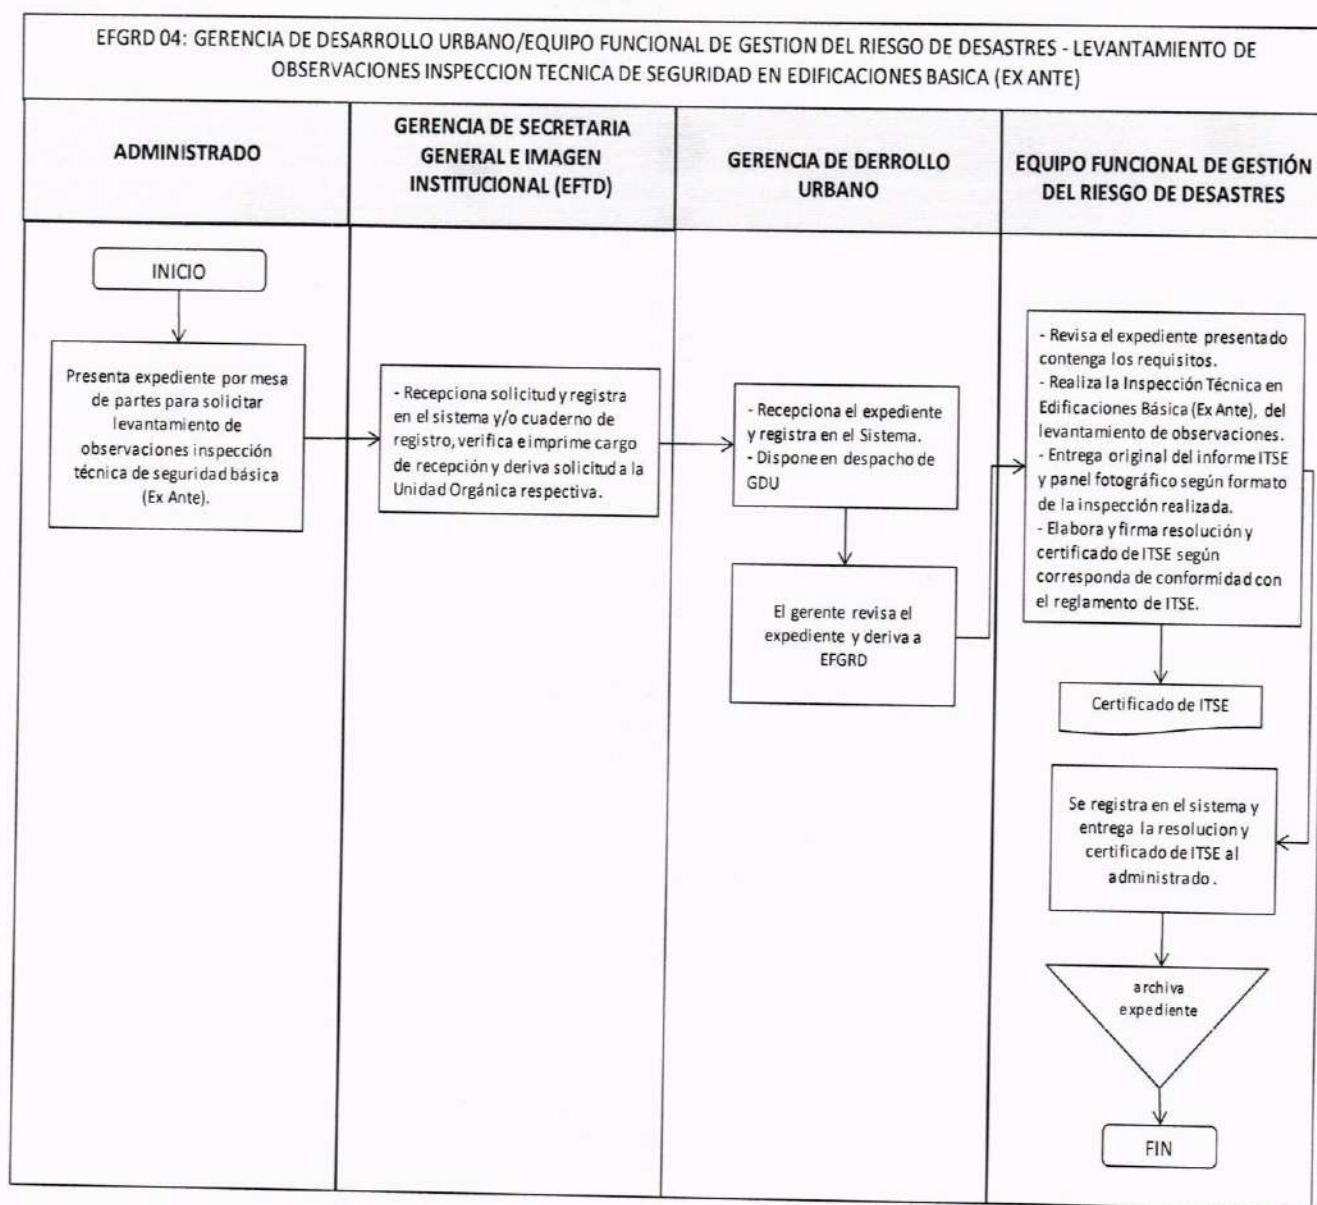 EFGRD 04: GERENCIA DE DESARROLLO URBANO/EQUIPO FUNCIONAL DE GESTION DEL RIESGO DE DESASTRES - LEVANTAMIENTO DE
OBSERVACIONES INSPECCION TECNICA DE SEGURIDAD EN EDIFICACIONES BASICA (EX ANTE)
ADMINISTRADO
GERENCIA DE SECRETARIA
GENERAL E IMAGEN
INSTITUCIONAL (EFTD)
GERENCIA DE DERROLLO
URBANO
EQUIPO FUNCIONAL DE GESTIÓN
DEL RIESGO DE DESASTRES
INICIO
Presenta expediente por mesa
de partes para solicitar
levantamiento de
observaciones inspección
técnica de seguridad básica
(Ex Ante).
- Recepciona solicitud y registra
en el sistema y/o cuaderno de
registro, verifica e imprime cargo
de recepción y deriva solicitud a la
Unidad Orgánica respectiva.
- Recepciona el expediente
y registra en el Sistema.
- Dispone en despacho de
GDU
El gerente revisa el
expediente y deriva a
EFGRD
- Revisa el expediente presentado
contenga los requisitos.
- Realiza la Inspección Técnica en
Edificaciones Básica (Ex Ante), del
levantamiento de observaciones.
- Entrega original del informe ITSE
y panel fotográfico según formato
de la inspección realizada.
- Elabora y firma resolución y
certificado de ITSE según
corresponda de conformidad con
el reglamento de ITSE.
Certificado de ITSE
Se registra en el sistema y
entrega la resolucion y
certificado de ITSE al
administrado.
archiva
expediente
FIN